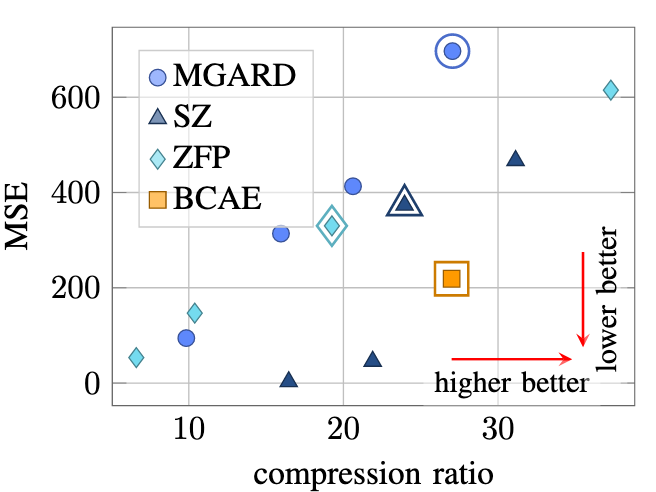 MGARD
SZ
ZFP
BCAE
MSE
600
400
200
0
lower better
higher better
10
20
30
compression ratio